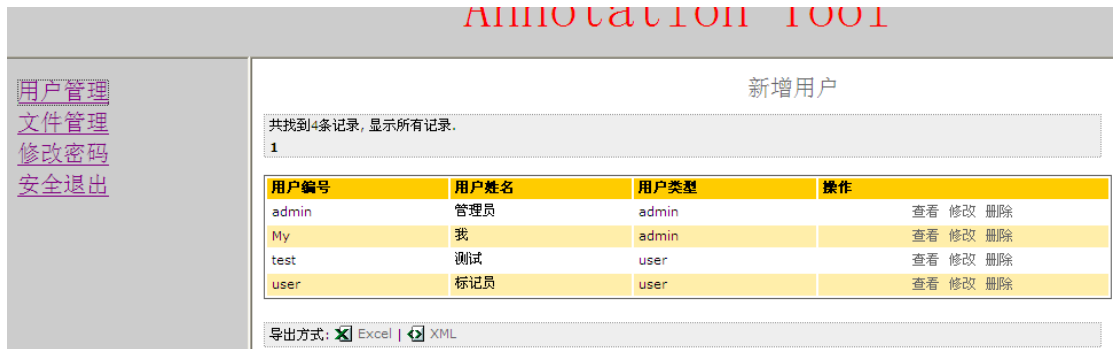 Annotation Tool
用户管理
文件管理
修改密码
安全退出
新增用户
共找到4条记录, 显示所有记录.
1
用户编号 用户姓名 用户类型 操作
admin 管理员 admin 查看 修改 删除
My 我 admin 查看 修改 删除
test 测试 user 查看 修改 删除
user 标记员 user 查看 修改 删除
导出方式: Excel | XML